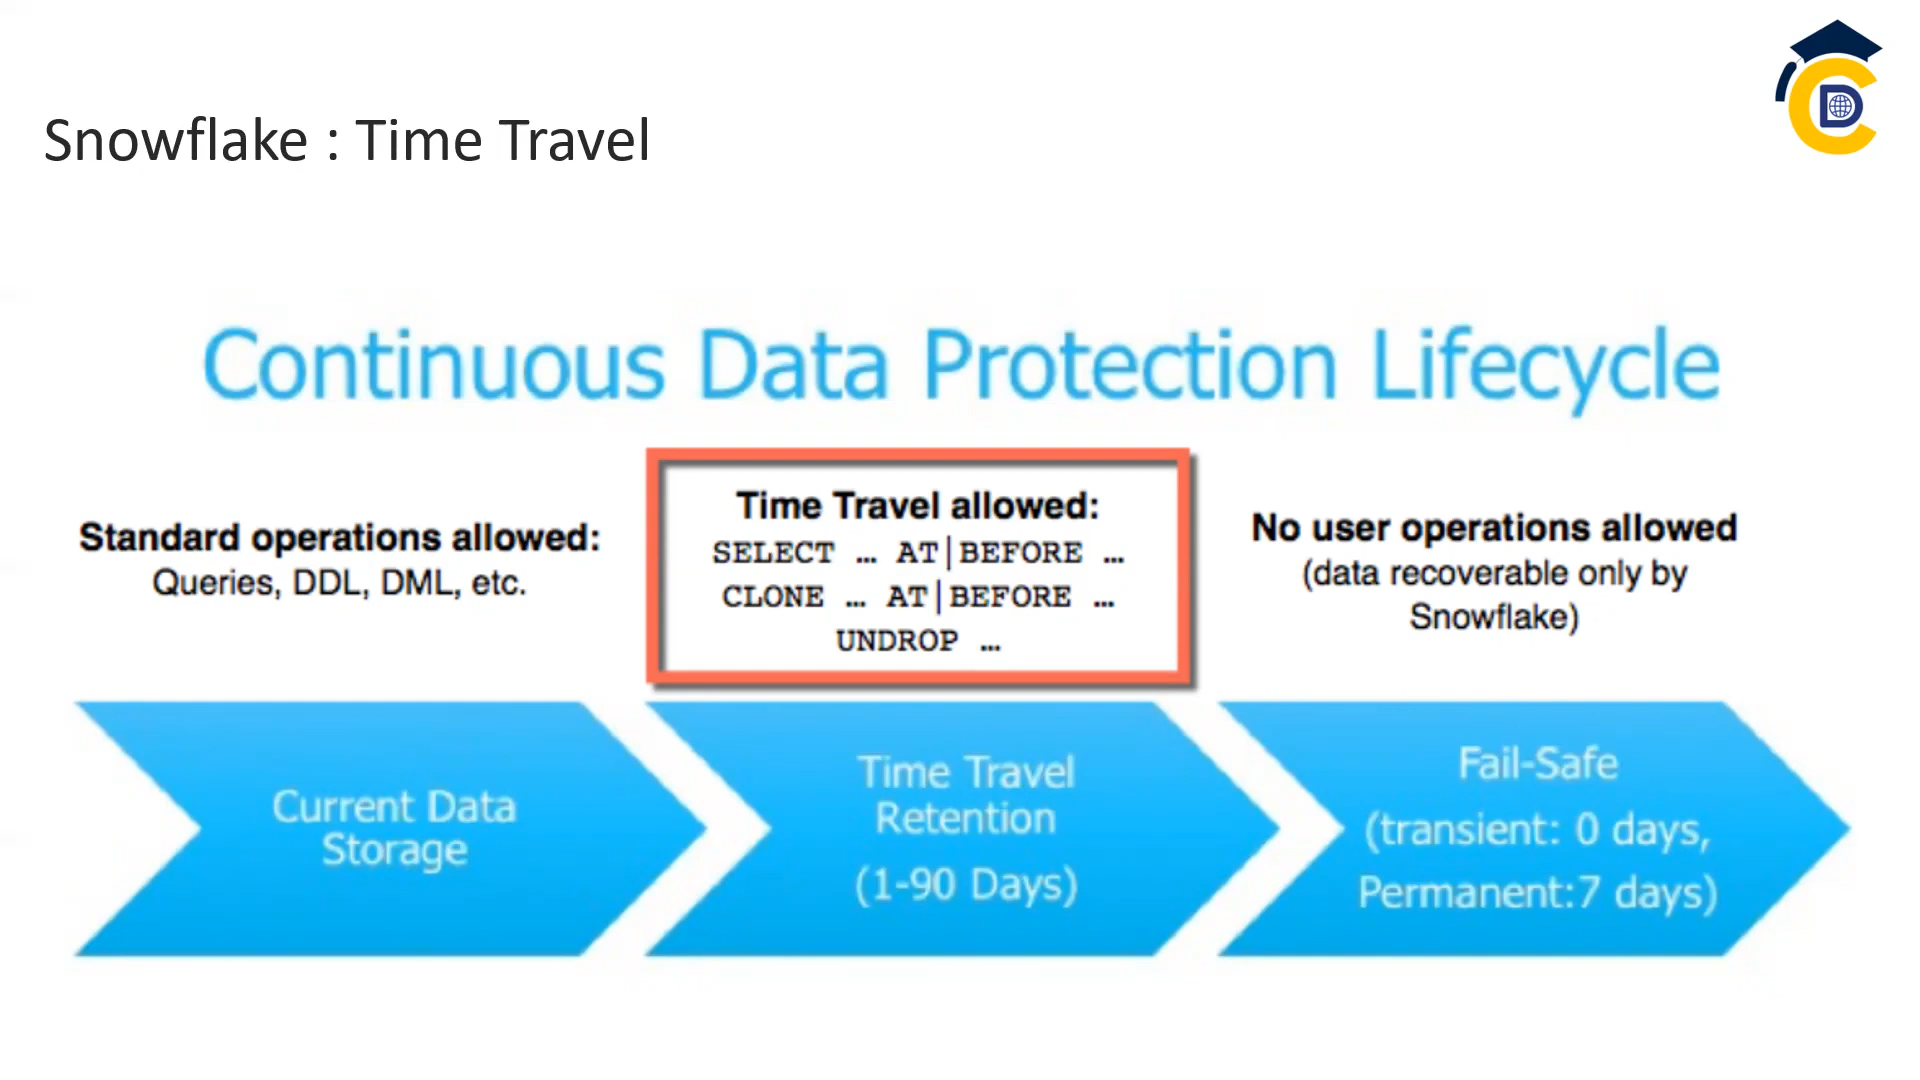 Snowflake : Time Travel
Continuous Data Protection Lifecycle
Standard operations allowed:
Queries, DDL, DML, etc.
Time Travel allowed:
SELECT … AT|BEFORE …
CLONE … AT|BEFORE …
UNDROP …
No user operations allowed
(data recoverable only by
Snowflake)
Current Data
Storage
Time Travel
Retention
(1-90 Days)
Fail-Safe
(transient: 0 days,
Permanent:7 days)
C
D